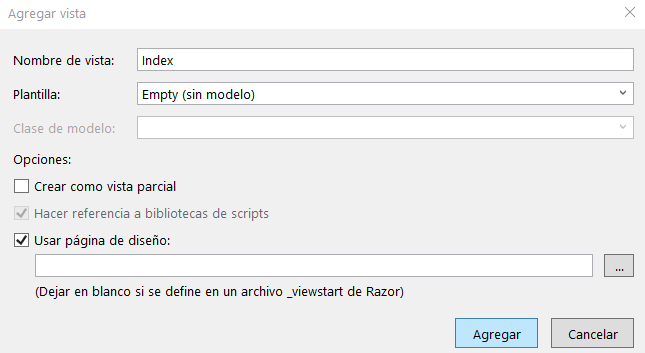 Agregar vista
Nombre de vista: Index
Plantilla: Empty (sin modelo)
Clase de modelo:
Opciones:
Crear como vista parcial
Hacer referencia a bibliotecas de scripts
Usar página de diseño:
...
(Dejar en blanco si se define en un archivo _viewstart de Razor)
Agregar Cancelar